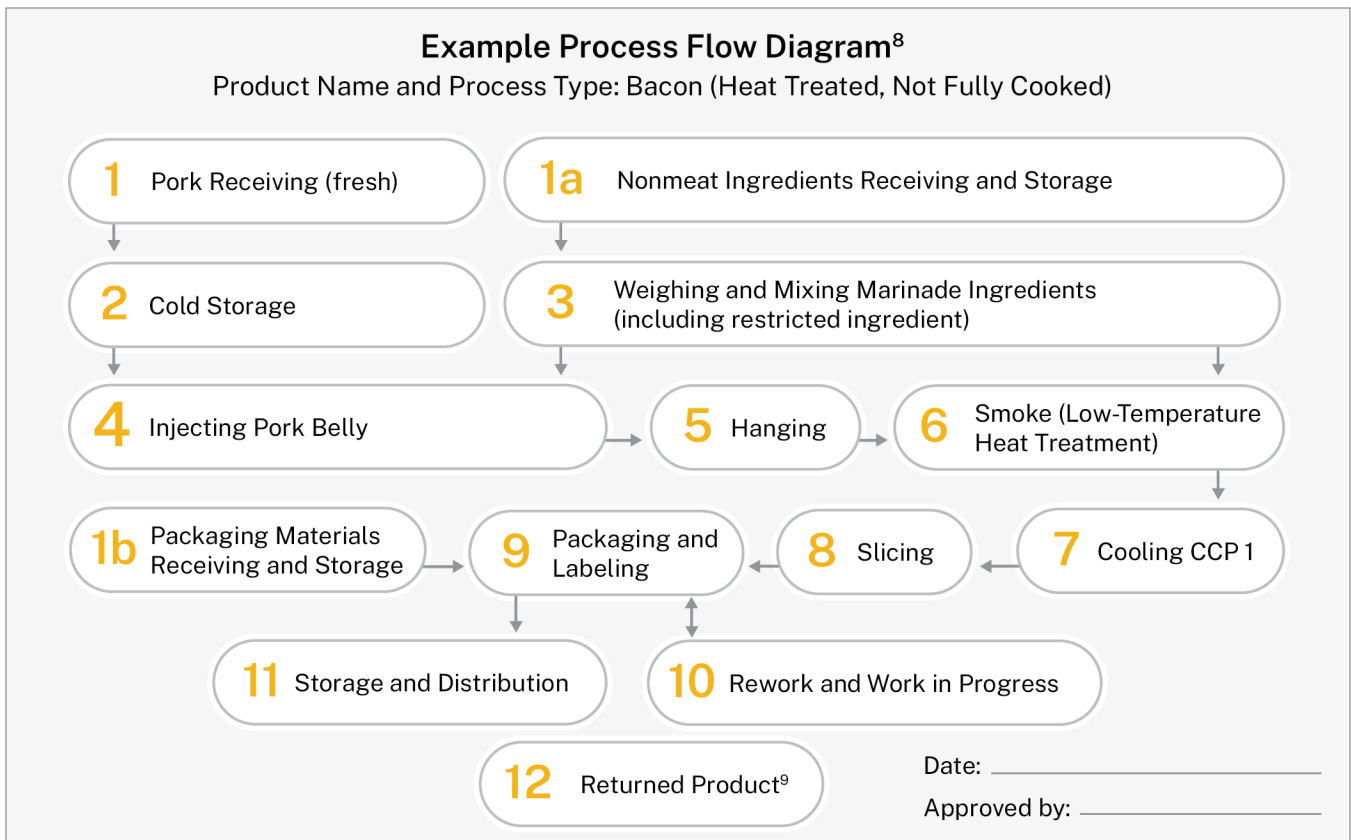 Example Process Flow Diagram⁸
Product Name and Process Type: Bacon (Heat Treated, Not Fully Cooked)
1 Pork Receiving (fresh)
1a Nonmeat Ingredients Receiving and Storage
2 Cold Storage
3 Weighing and Mixing Marinade Ingredients
(including restricted ingredient)
4 Injecting Pork Belly
5 Hanging
6 Smoke (Low-Temperature
Heat Treatment)
1b Packaging Materials
Receiving and Storage
9 Packaging and
Labeling
8 Slicing
7 Cooling CCP 1
11 Storage and Distribution
10 Rework and Work in Progress
12 Returned Product⁹
Date:
Approved by: